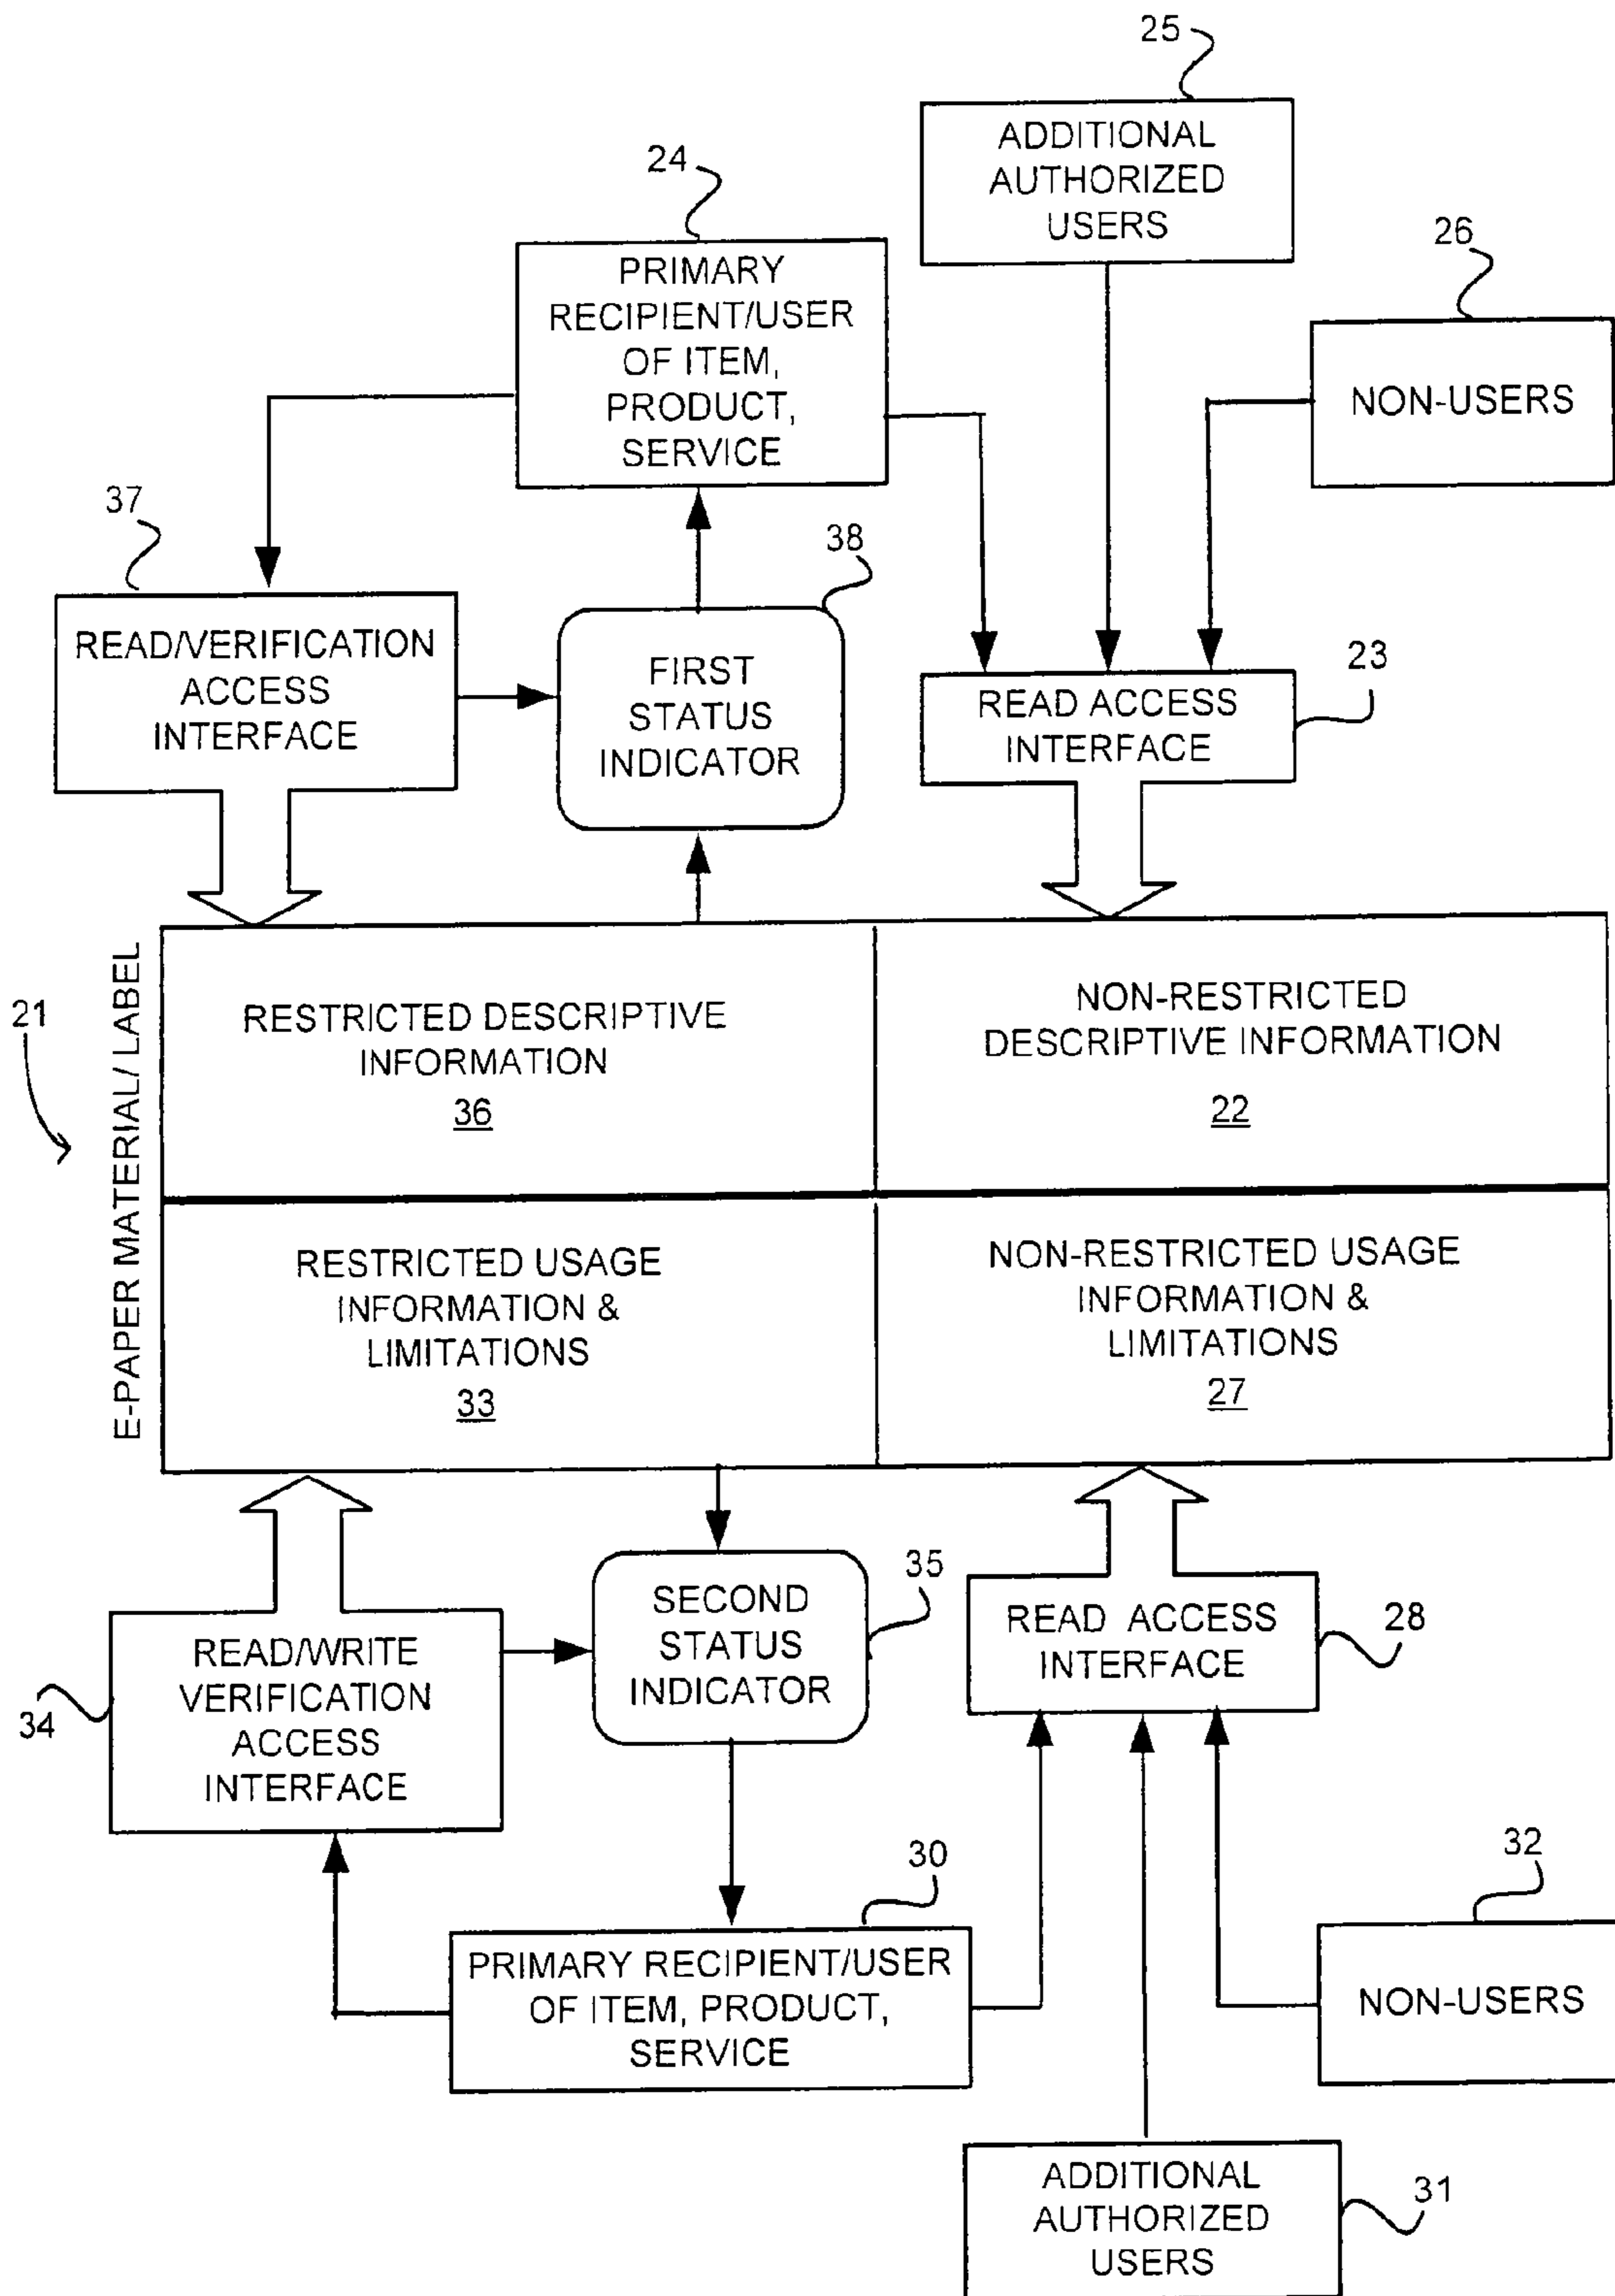 25
ADDITIONAL
AUTHORIZED
USERS
24
PRIMARY
RECIPIENT/USER
OF ITEM,
PRODUCT,
SERVICE
26
NON-USERS
37
READ/VERIFICATION
ACCESS
INTERFACE
38
FIRST
STATUS
INDICATOR
23
READ ACCESS
INTERFACE
21
E-PAPER MATERIAL/ LABEL
RESTRICTED DESCRIPTIVE
INFORMATION
36
NON-RESTRICTED
DESCRIPTIVE INFORMATION
22
RESTRICTED USAGE
INFORMATION &
LIMITATIONS
33
NON-RESTRICTED USAGE
INFORMATION &
LIMITATIONS
27
34
READ/WRITE
VERIFICATION
ACCESS
INTERFACE
35
SECOND
STATUS
INDICATOR
28
READ ACCESS
INTERFACE
30
PRIMARY RECIPIENT/USER
OF ITEM, PRODUCT,
SERVICE
32
NON-USERS
31
ADDITIONAL
AUTHORIZED
USERS